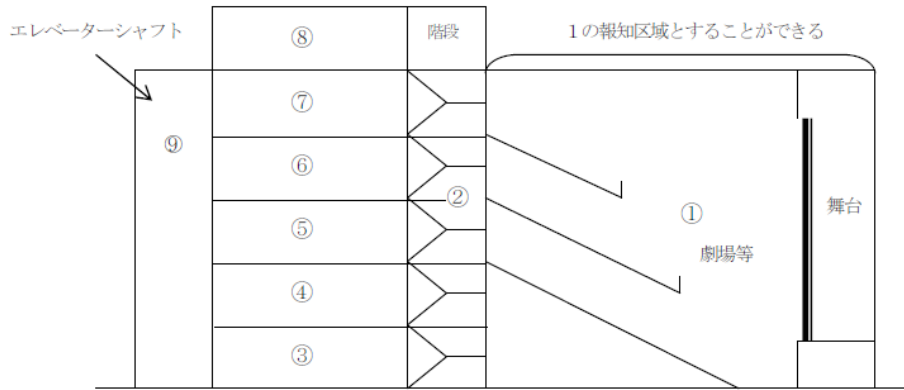 エレベーターシャフト
⑧
階段
1の報知区域とすることができる
⑦
⑨
⑥
②
①
舞台
⑤
劇場等
④
③